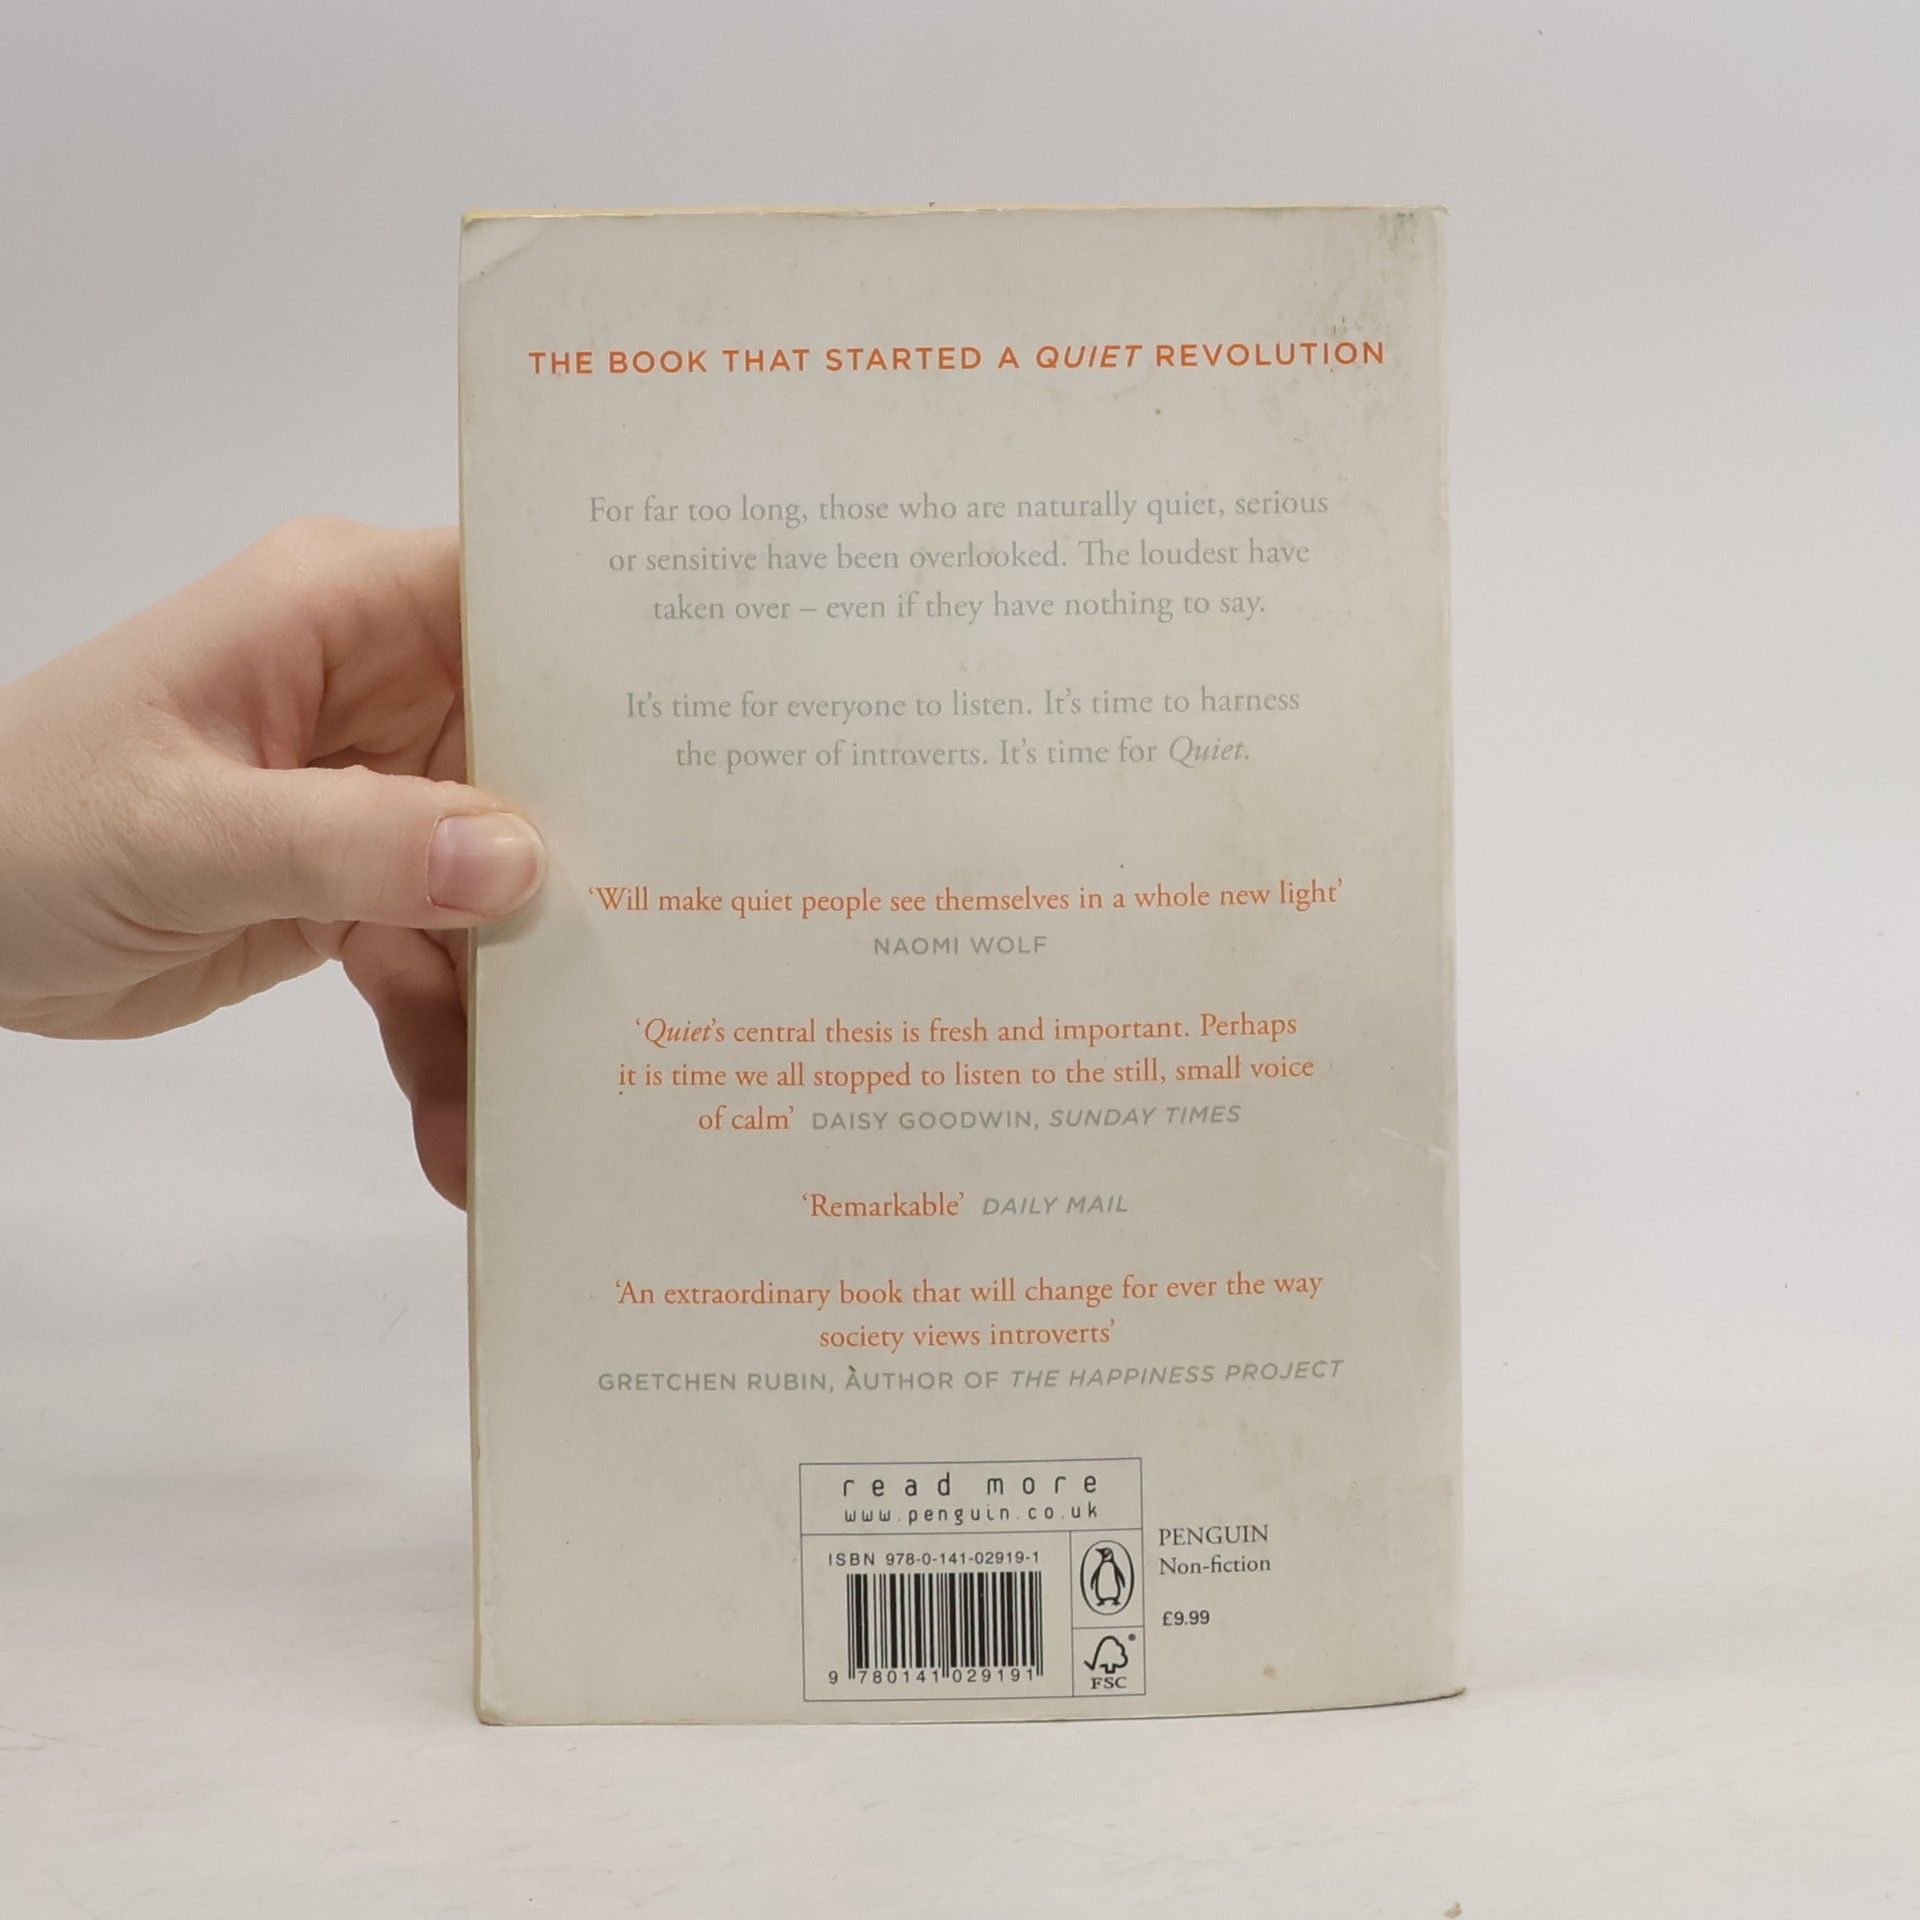 THE BOOK THAT STARTED A QUIET REVOLUTION
For far too long, those who are naturally quiet, serious
or sensitive have been overlooked. The loudest have
taken over – even if they have nothing to say.
It's time for everyone to listen. It's time to harness
the power of introverts. It's time for Quiet.
‘Will make quiet people see themselves in a whole new light’
NAOMI WOLF
‘Quiet's central thesis is fresh and important. Perhaps
it is time we all stopped to listen to the still, small voice
of calm’ DAISY GOODWIN, SUNDAY TIMES
‘Remarkable’ DAILY MAIL
‘An extraordinary book that will change for ever the way
society views introverts’
GRETCHEN RUBIN, AUTHOR OF THE HAPPINESS PROJECT
read more
www.penguin.co.uk
ISBN 978-0-141-02919-1
9 780141 029191
FSC
PENGUIN
Non-fiction
£9.99